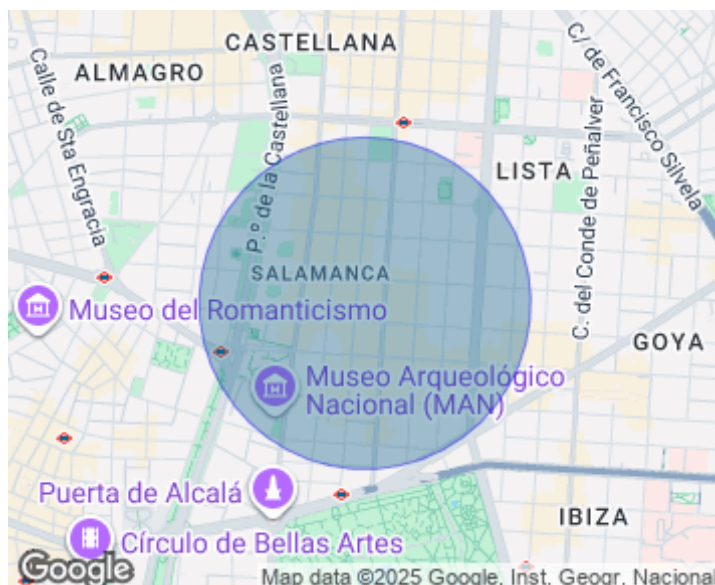 CASTELLANA
ALMAGRO
Calle de Sta Engracia
P.º de la Castellana
C/ de Francisco Silvela
LISTA
C. del Conde de Peñalver
SALAMANCA
Museo del Romanticismo
GOYA
Museo Arqueológico
Nacional (MAN)
Puerta de Alcalá
IBIZA
Círculo de Bellas Artes
Google
Map data ©2025 Google, Inst. Geogr. Nacional